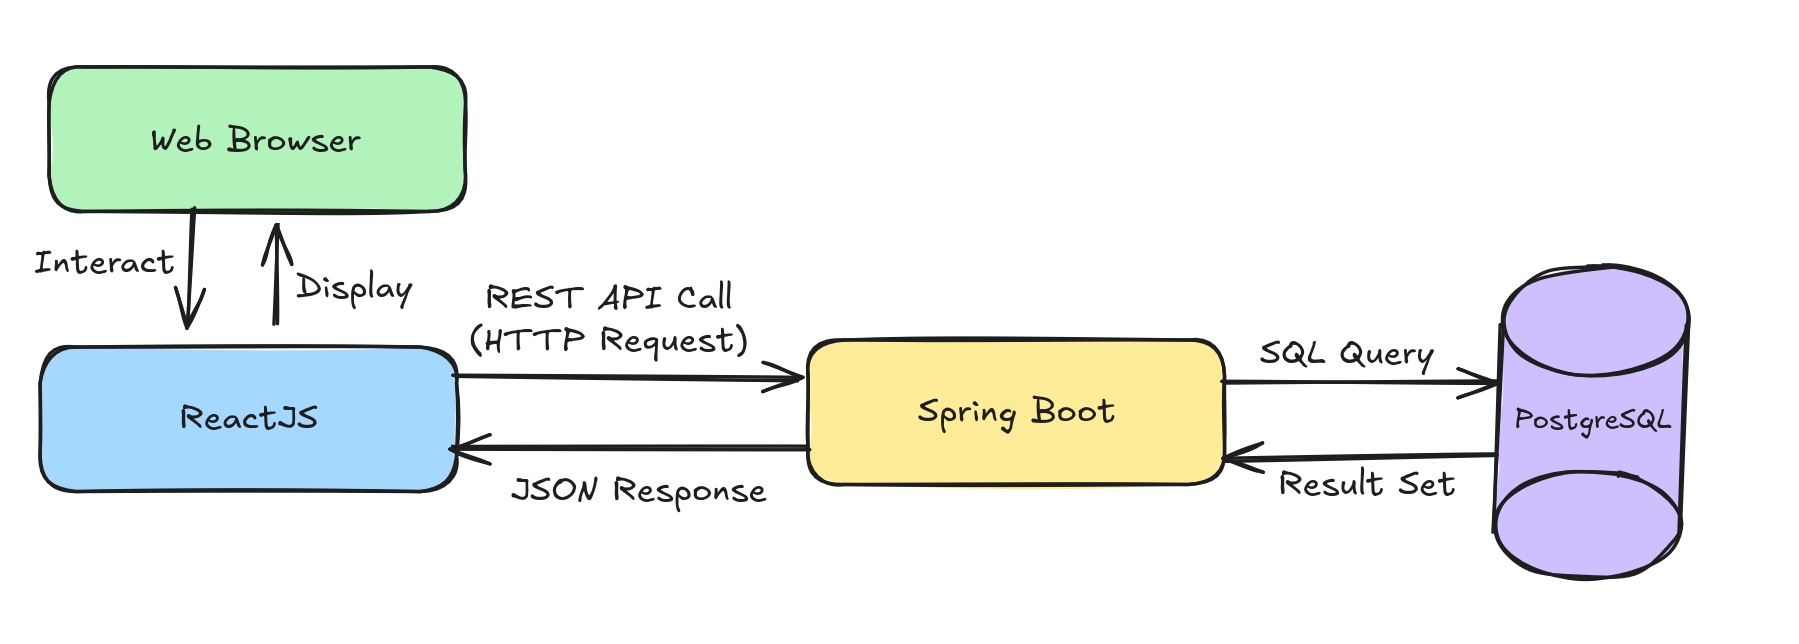 Web Browser
Interact
Display
REST API Call
(HTTP Request)
ReactJS
Spring Boot
JSON Response
SQL Query
PostgreSQL
Result Set